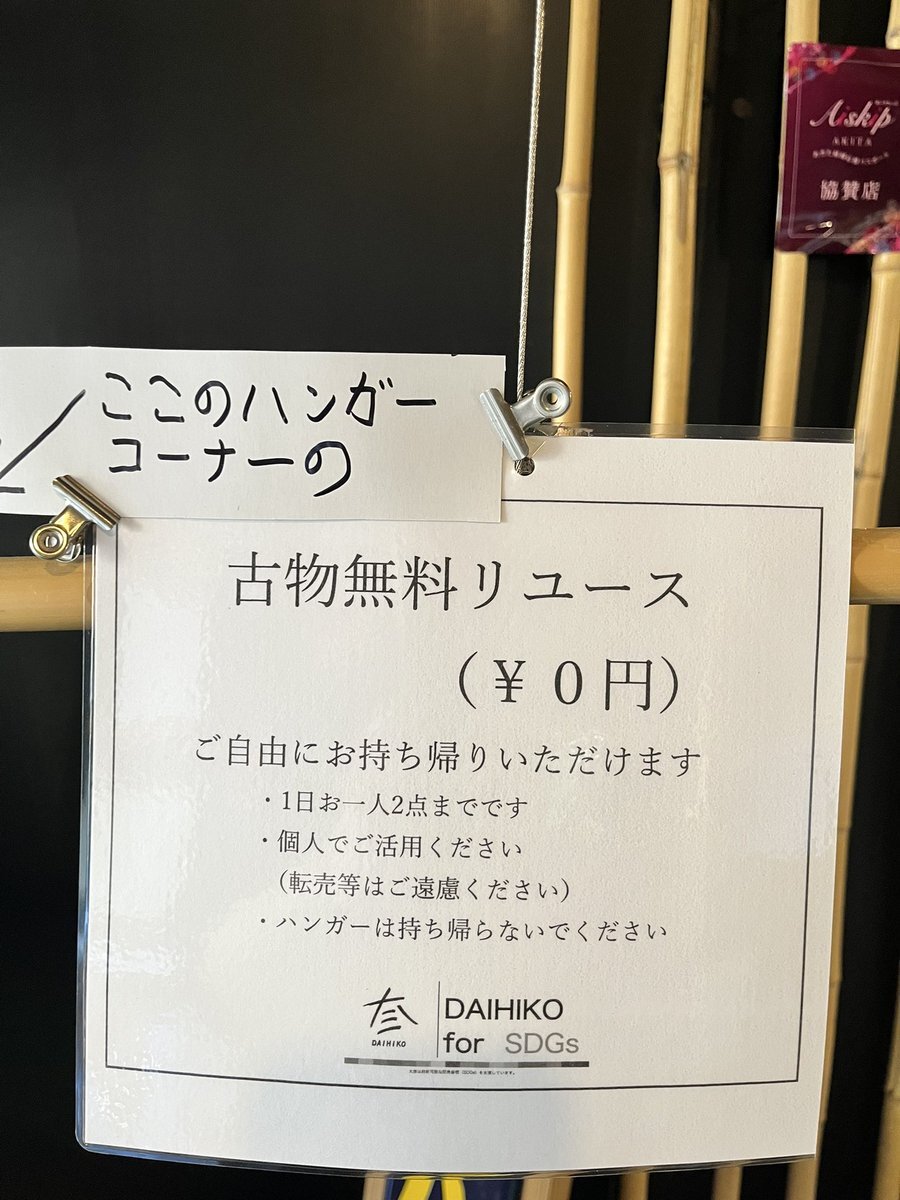 Aiskip
AKITA
協賛店
ここのハンガー
コーナーの
古物無料リユース
(¥0円)
ご自由にお持ち帰りいただけます
・1日お一人2点までです
・個人でご活用ください
(転売等はご遠慮ください)
・ハンガーは持ち帰らないでください
DAIHIKO
DAIHIKO
for SDGs